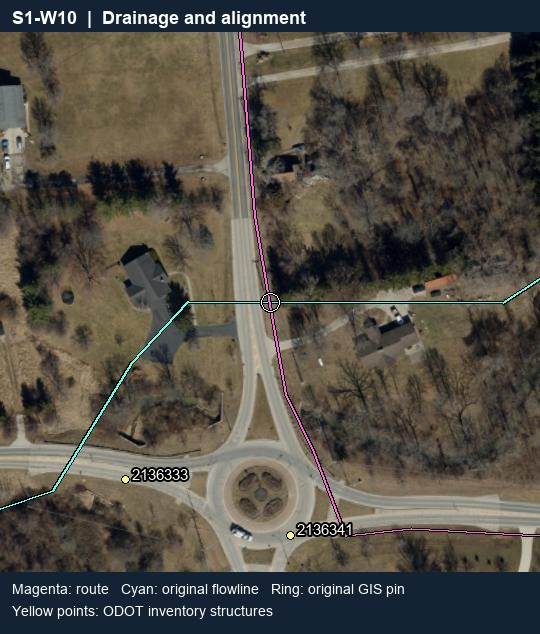 S1-W10 | Drainage and alignment
2136333
2136341
Magenta: route Cyan: original flowline Ring: original GIS pin
Yellow points: ODOT inventory structures